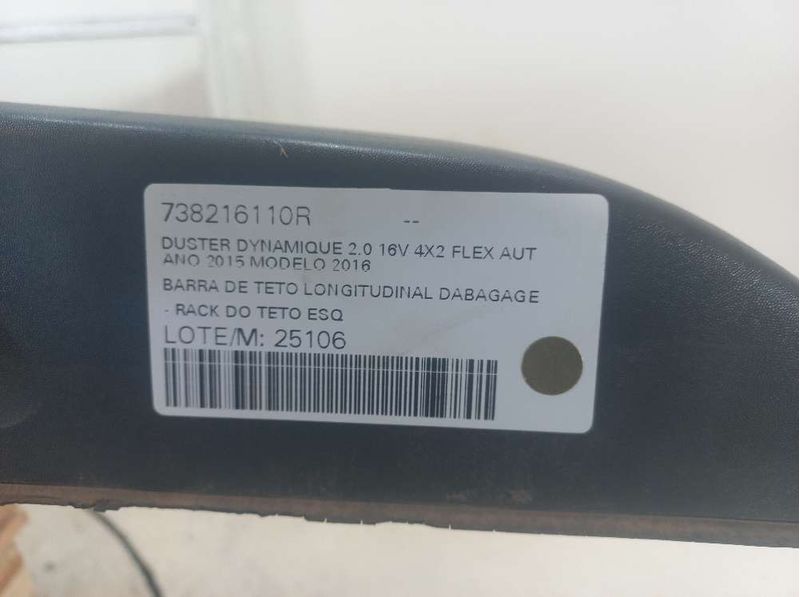 738216110R --
DUSTER DYNAMIQUE 2.0 16V 4X2 FLEX AUT
ANO 2015 MODELO 2016
BARRA DE TETO LONGITUDINAL DABAGAGE
- RACK DO TETO ESQ
LOTE/M: 25106